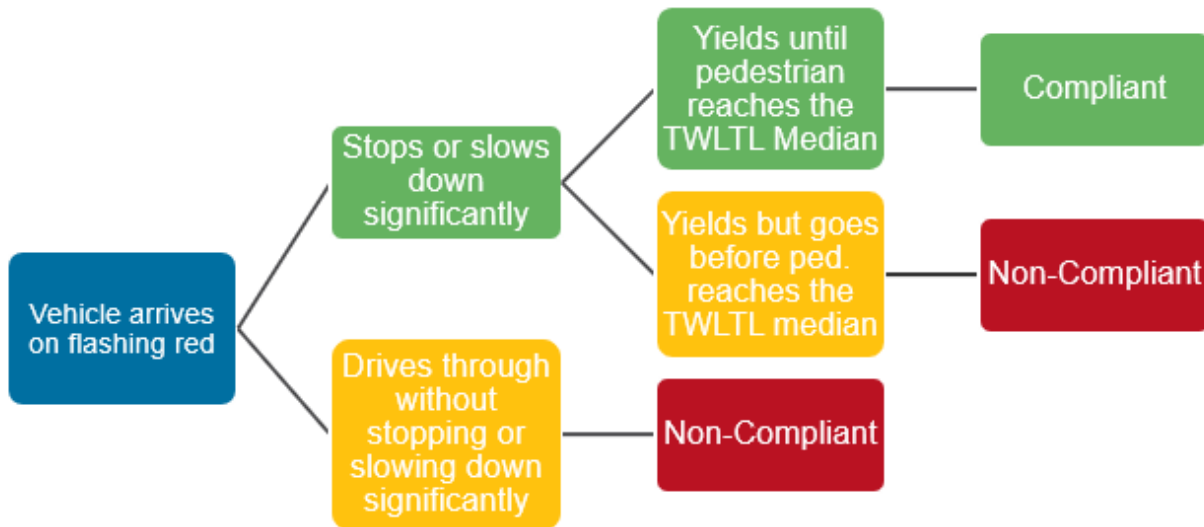 Vehicle arrives
on flashing red
Stops or slows
down
significantly
Yields until
pedestrian
reaches the
TWLTL Median
Compliant
Yields but goes
before ped.
reaches the
TWLTL median
Non-Compliant
Drives through
without
stopping or
slowing down
significantly
Non-Compliant